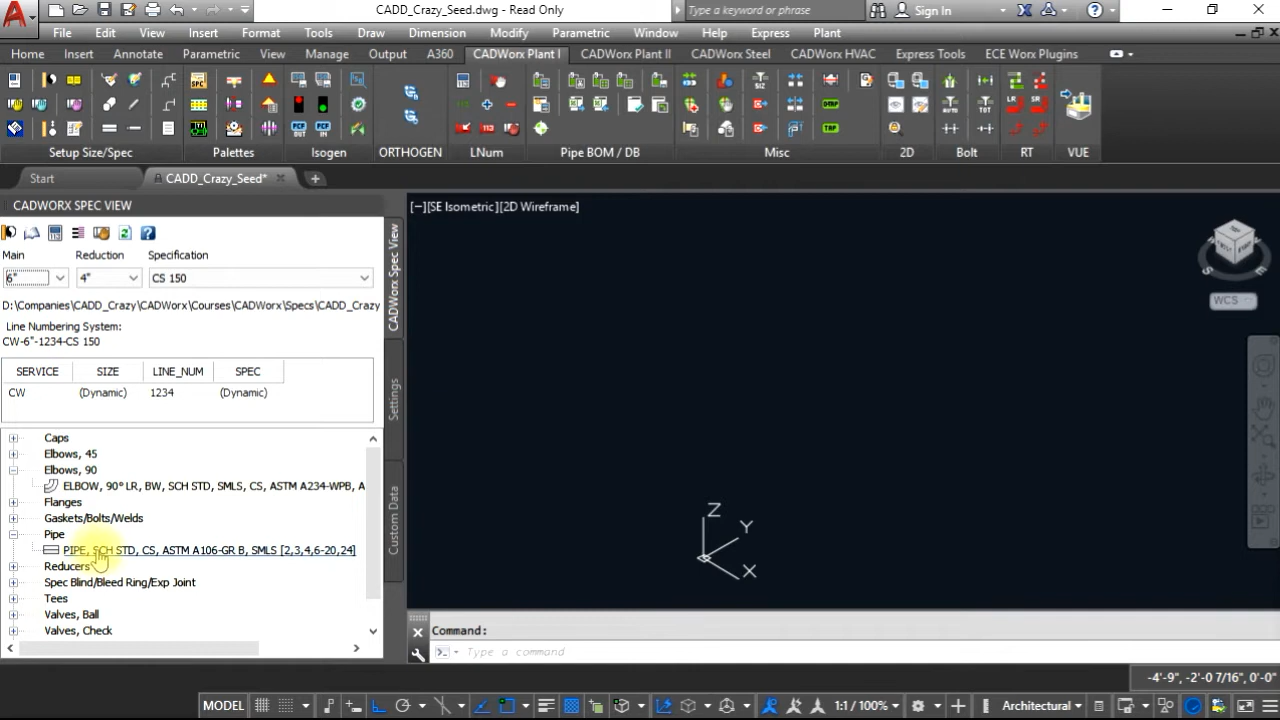 CADD_Crazy_Seed.dwg - Read Only
Type a keyword or phrase
Sign In
File Edit View Insert Format Tools Draw Dimension Modify Parametric Window Help Express Plant
Home Insert Annotate Parametric View Manage Output A360 CADWorx Plant I CADWorx Plant II CADWorx Steel CADWorx HVAC Express Tools ECE Worx Plugins
Setup Size/Spec Palettes Isogen ORTHOGEN LNum Pipe BOM / DB Misc 2D Bolt RT VUE
Start CADD_Crazy_Seed*
CADWORX SPEC VIEW
[−][SE Isometric][2D Wireframe]
Main Reduction Specification
6" 4" CS 150
D:\Companies\CADD_Crazy\CADWorx\Courses\CADWorx\Specs\CADD_Crazy
Line Numbering System:
CW-6"-1234-CS 150
SERVICE SIZE LINE_NUM SPEC
CW (Dynamic) 1234 (Dynamic)
Caps
Elbows, 45
Elbows, 90
ELBOW, 90° LR, BW, SCH STD, SMLS, CS, ASTM A234-WPB, A
Flanges
Gaskets/Bolts/Welds
Pipe
PIPE, SCH STD, CS, ASTM A106-GR B, SMLS [2,3,4,6-20,24]
Reducers
Spec Blind/Bleed Ring/Exp Joint
Tees
Valves, Ball
Valves, Check
CADWorx Spec View
Settings
Custom Data
WCS
Z
Y
X
Command:
Type a command
-4'-9", -2'-0 7/16", 0'-0"
MODEL 1:1 / 100% Architectural